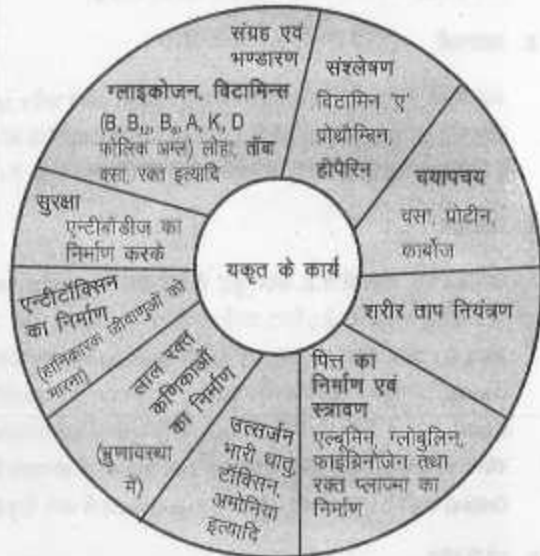 संग्रह एवं
भण्डारण
ग्लाइकोजन, विटामिन्स
(B, B₁₂, B₆, A, K, D
फोलिक अम्ल) लोहा, ताँबा
वसा, रक्त इत्यादि
संश्लेषण
विटामिन 'ए'
प्रोथ्रौम्बिन,
हीपैरिन
चयापचय
वसा, प्रोटीन,
कार्बोज
शरीर ताप नियंत्रण
पित्त का
निर्माण एवं
स्त्रावण
एल्बूमिन, ग्लोबुलिन,
फाइब्रिनोजेन तथा
रक्त प्लाज्मा का
निर्माण
उत्सर्जन
भारी धातु,
टॉक्सिन,
अमोनिया
इत्यादि
लाल रक्त
कणिकाओं
का निर्माण
(भ्रुणावस्था
में)
एन्टीटॉक्सिन
का निर्माण
(हानिकारक जीवाणुओं को
मारना)
सुरक्षा
एन्टीबॉडीज का
निर्माण करके
यकृत के कार्य